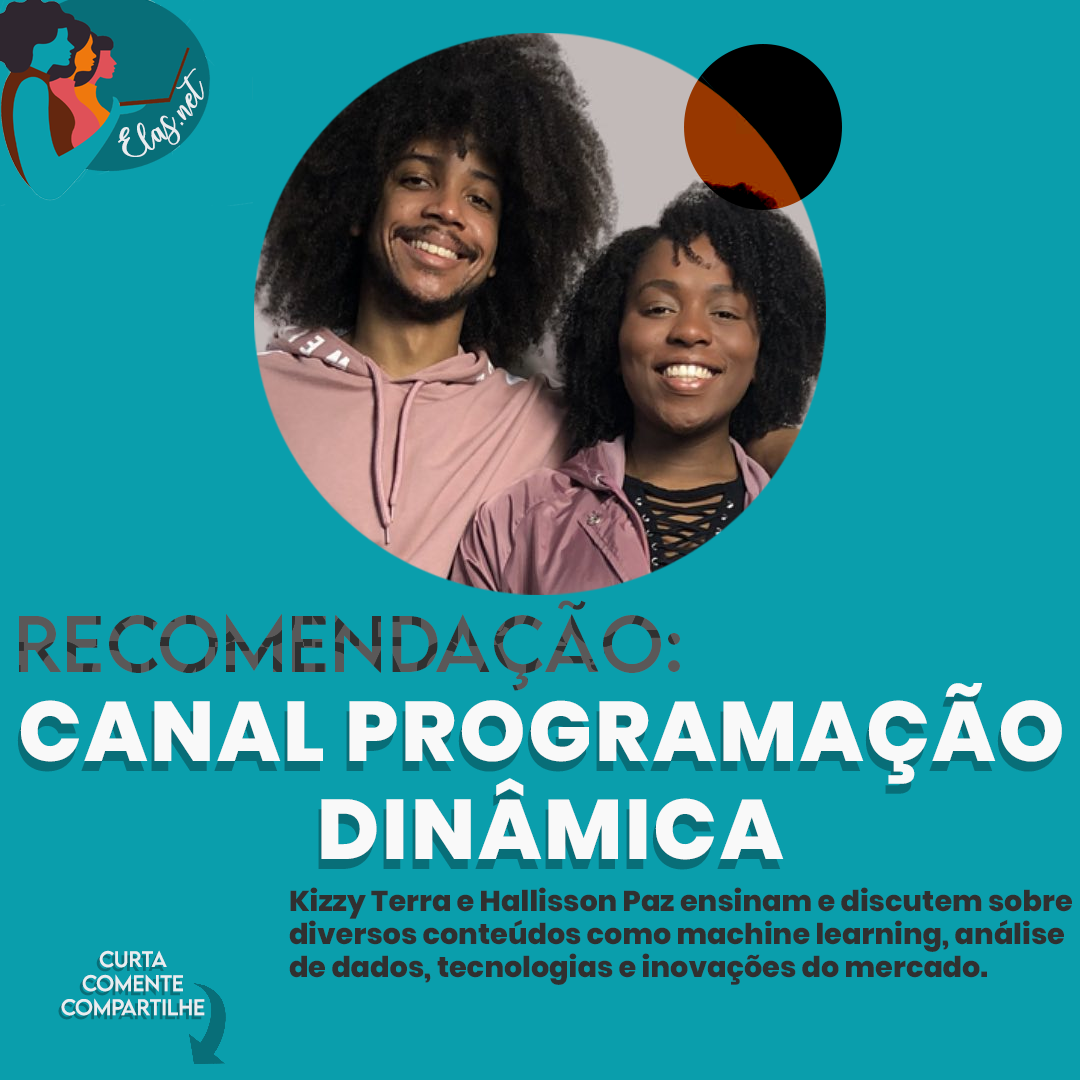 Elas.net
RECOMENDAÇÃO:
CANAL PROGRAMAÇÃO
DINÂMICA
Kizzy Terra e Hallisson Paz ensinam e discutem sobre
diversos conteúdos como machine learning, análise
de dados, tecnologias e inovações do mercado.
CURTA
COMENTE
COMPARTILHE